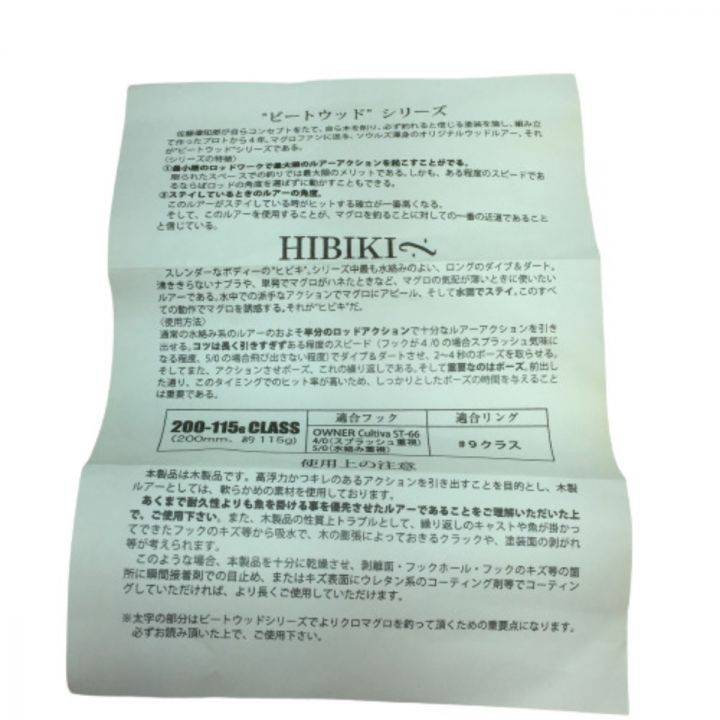 "ビートウッド" シリーズ
佐藤偉知郎が自らコンセプトをたて、自ら木を削り、必ず釣れると信じる塗装を施し、組み立
て作ったプロトから4年。マグロファンに送る、ソウルズ渾身のオリジナルウッドルアー。それ
が"ビートウッド"シリーズである。
〈シリーズの特徴〉
①最小限のロッドワークで最大限のルアーアクションを起こすことができる。
限られたスペースでの釣りでは最大限のメリットである。しかも、ある程度のスピードであ
るならばロッドの角度を選ばずに動かすこともできる。
②ステイしているときのルアーの角度。
このルアーがステイしている時がヒットする確立が一番高くなる。
そして、このルアーを使用することが、マグロを釣ることに対しての一番の近道であること
と信じている。
HIBIKI
スレンダーなボディーの"ヒビキ"。シリーズ中最も水絡みのよい、ロングのダイブ&ダート。
沸ききらないナブラや、単発でマグロがハネたときなど、マグロの気配が薄いときに使いたい
ルアーである。水中での派手なアクションでマグロにアピール、そして水面でステイ。このすべ
ての動作でマグロを誘惑する。それが"ヒビキ"だ。
〈使用方法〉
通常の水絡み系のルアーのおよそ半分のロッドアクションで十分なルアーアクションを引き
出せる。コツは長く引きすぎずある程度のスピード（フックが4/0の場合スプラッシュ気味に
なる程度、5/0の場合飛び出さない程度）でダイブ&ダートさせ、2〜4秒のポーズを取らせる。
そしてまた、アクションさせポーズ、これの繰り返しである。そして重要なのはポーズ。前出し
た通り、このタイミングでのヒット率が高いため、しっかりとしたポーズの時間を与えること
は重要である。
200-115g CLASS 適合フック 適合リング
(200mm、約115g) OWNER Cultiva ST-66 #9クラス
4/0(スプラッシュ重視)
5/0(水絡み重視)
使用上の注意
本製品は木製品です。高浮力かつキレのあるアクションを引き出すことを目的とし、木製
ルアーとしては、軟らかめの素材を使用しております。
あくまで耐久性よりも魚を掛ける事を優先させたルアーであることをご理解いただいた上
で、ご使用下さい。また、木製品の性質上トラブルとして、繰り返しのキャストや魚が掛かっ
てできたフックのキズ等から吸水で、木の膨張によっておきるクラックや、塗装面の剥がれ
等が考えられます。
このような場合、本製品を十分に乾燥させ、剥離面・フックホール・フックのキズ等の箇
所に瞬間接着剤での目止め、またはキズ表面にウレタン系のコーティング剤等でコーティン
グしていただければ、より長くご使用していただけます。
※太字の部分はビートウッドシリーズでよりクロマグロを釣って頂くための重要点になります。
必ずお読み頂いた上で、ご使用下さい。